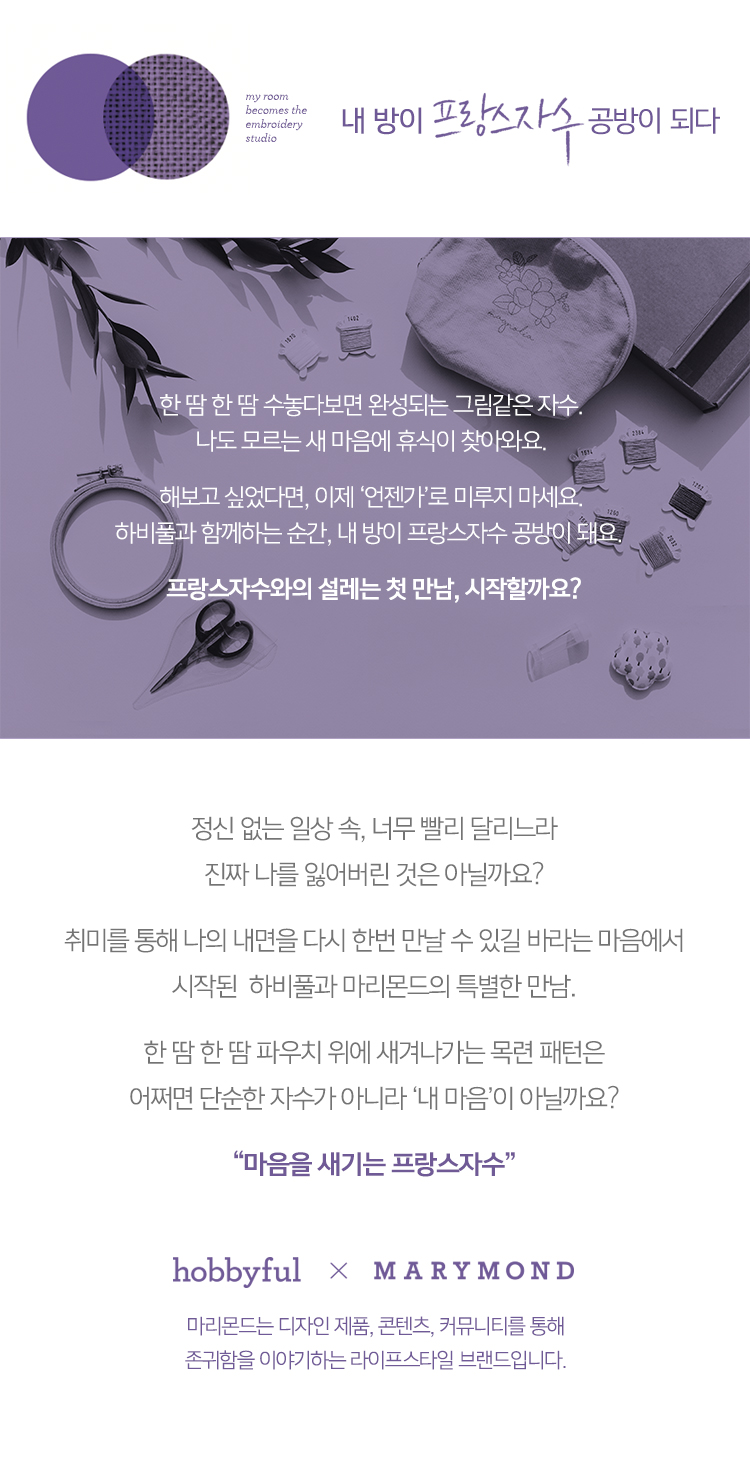 my room
becomes the
embroidery
studio
내 방이 프랑스자수 공방이 되다
1482
magnolia
한 땀 한 땀 수놓다보면 완성되는 그림같은 자수.
나도 모르는 새 마음에 휴식이 찾아와요.
해보고 싶었다면, 이제 ‘언젠가’로 미루지 마세요.
하비풀과 함께하는 순간, 내 방이 프랑스자수 공방이 돼요.
프랑스자수와의 설레는 첫 만남, 시작할까요?
정신 없는 일상 속, 너무 빨리 달리느라
진짜 나를 잃어버린 것은 아닐까요?
취미를 통해 나의 내면을 다시 한번 만날 수 있길 바라는 마음에서
시작된 하비풀과 마리몬드의 특별한 만남.
한 땀 한 땀 파우치 위에 새겨나가는 목련 패턴은
어쩌면 단순한 자수가 아니라 ‘내 마음’이 아닐까요?
“마음을 새기는 프랑스자수”
hobbyful × MARYMOND
마리몬드는 디자인 제품, 콘텐츠, 커뮤니티를 통해
존귀함을 이야기하는 라이프스타일 브랜드입니다.